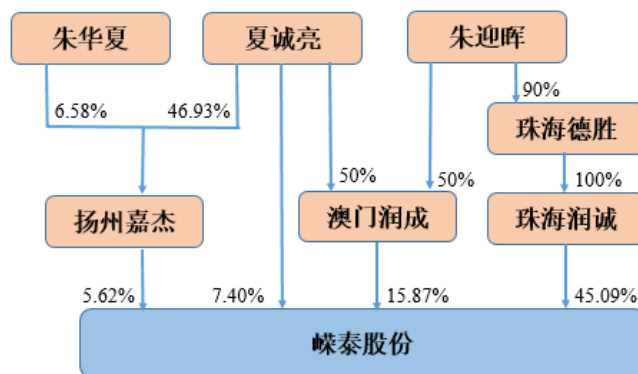 朱华夏
夏诚亮
朱迎晖
6.58%
46.93%
90%
珠海德胜
50%
50%
100%
扬州嘉杰
澳门润成
珠海润诚
5.62%
7.40%
15.87%
45.09%
嵘泰股份